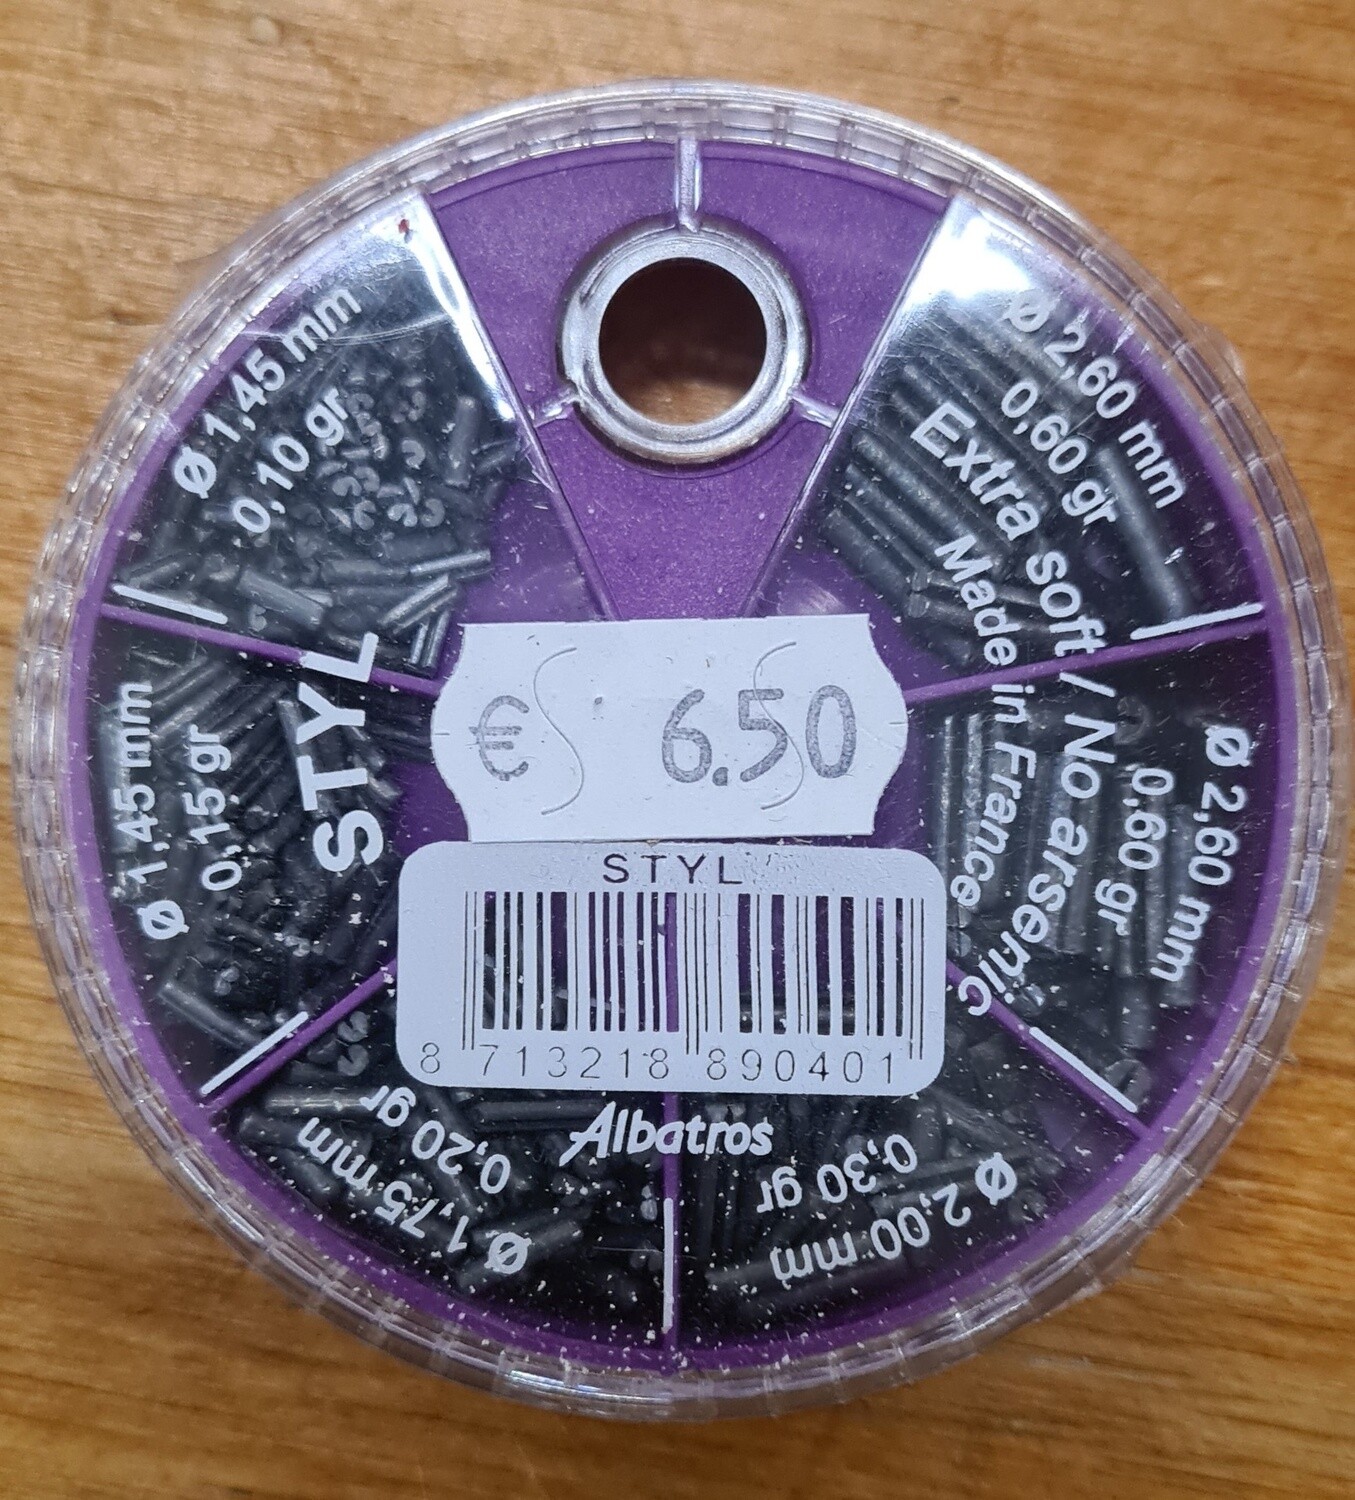 Ø 1,45 mm
0,10 gr
Ø 2,60 mm
0,60 gr
Extra soft / No arsenic
Made in France
Ø 1,45 mm
0,15 gr
STYL
€ 6.50
Ø 2,60 mm
0,60 gr
STYL
8 713218 890401
Albatros
Ø 1,75 mm
0,20 gr
Ø 2,00 mm
0,30 gr